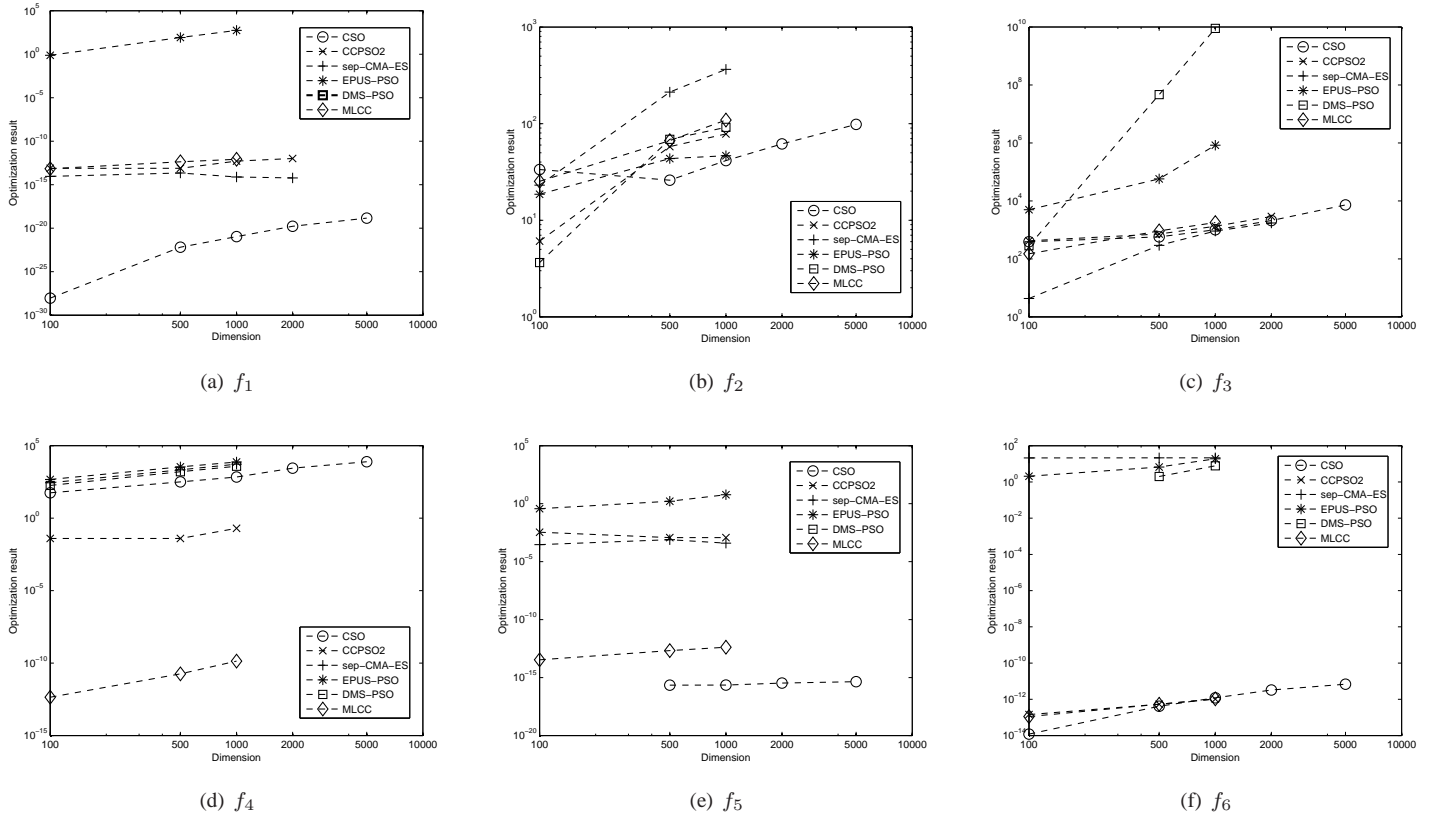 10^5
10^0
10^−5
10^−10
10^−15
10^−20
10^−25
10^−30
Optimization result
100
500
1000
2000
5000
10000
Dimension
CSO
CCPSO2
sep−CMA−ES
EPUS−PSO
DMS−PSO
MLCC
(a) f_1
10^3
10^2
10^1
10^0
Optimization result
100
500
1000
2000
5000
10000
Dimension
CSO
CCPSO2
sep−CMA−ES
EPUS−PSO
DMS−PSO
MLCC
(b) f_2
10^10
10^8
10^6
10^4
10^2
10^0
Optimization result
100
500
1000
2000
5000
10000
Dimension
CSO
CCPSO2
sep−CMA−ES
EPUS−PSO
DMS−PSO
MLCC
(c) f_3
10^5
10^0
10^−5
10^−10
10^−15
Optimization result
100
500
1000
2000
5000
10000
Dimension
CSO
CCPSO2
sep−CMA−ES
EPUS−PSO
DMS−PSO
MLCC
(d) f_4
10^5
10^0
10^−5
10^−10
10^−15
10^−20
Optimization result
100
500
1000
2000
5000
10000
Dimension
CSO
CCPSO2
sep−CMA−ES
EPUS−PSO
DMS−PSO
MLCC
(e) f_5
10^2
10^0
10^−2
10^−4
10^−6
10^−8
10^−10
10^−12
10^−14
Optimization result
100
500
1000
2000
5000
10000
Dimension
CSO
CCPSO2
sep−CMA−ES
EPUS−PSO
DMS−PSO
MLCC
(f) f_6